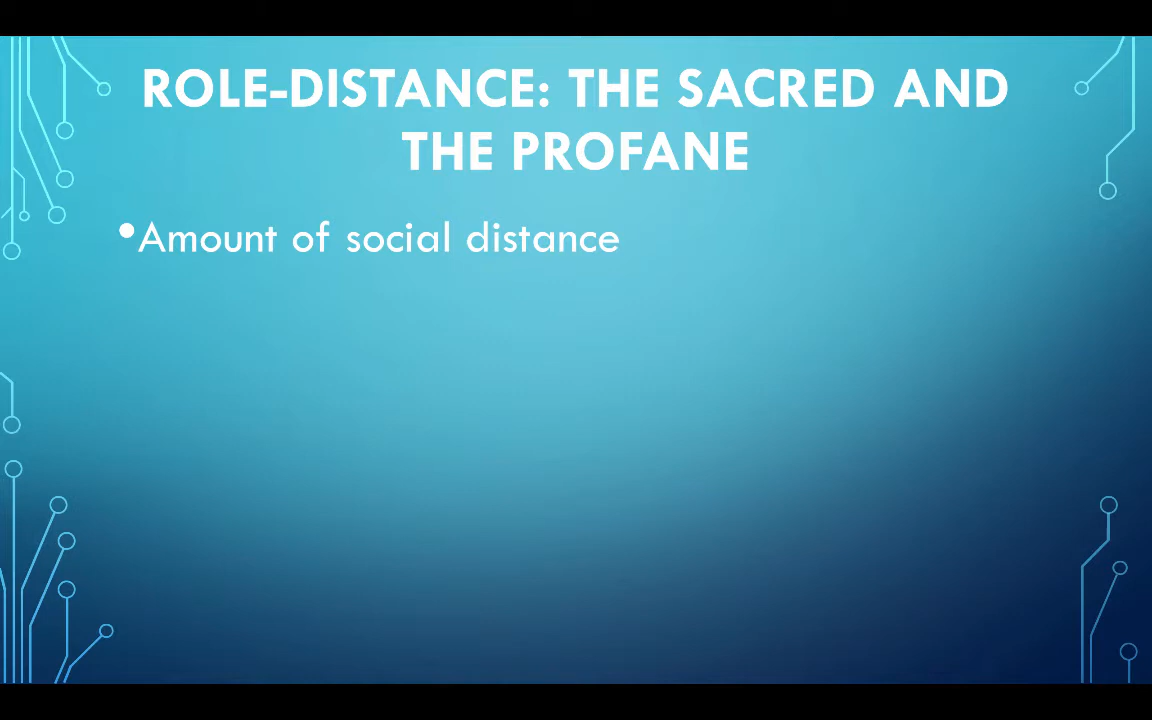 ROLE-DISTANCE: THE SACRED AND
THE PROFANE
•Amount of social distance